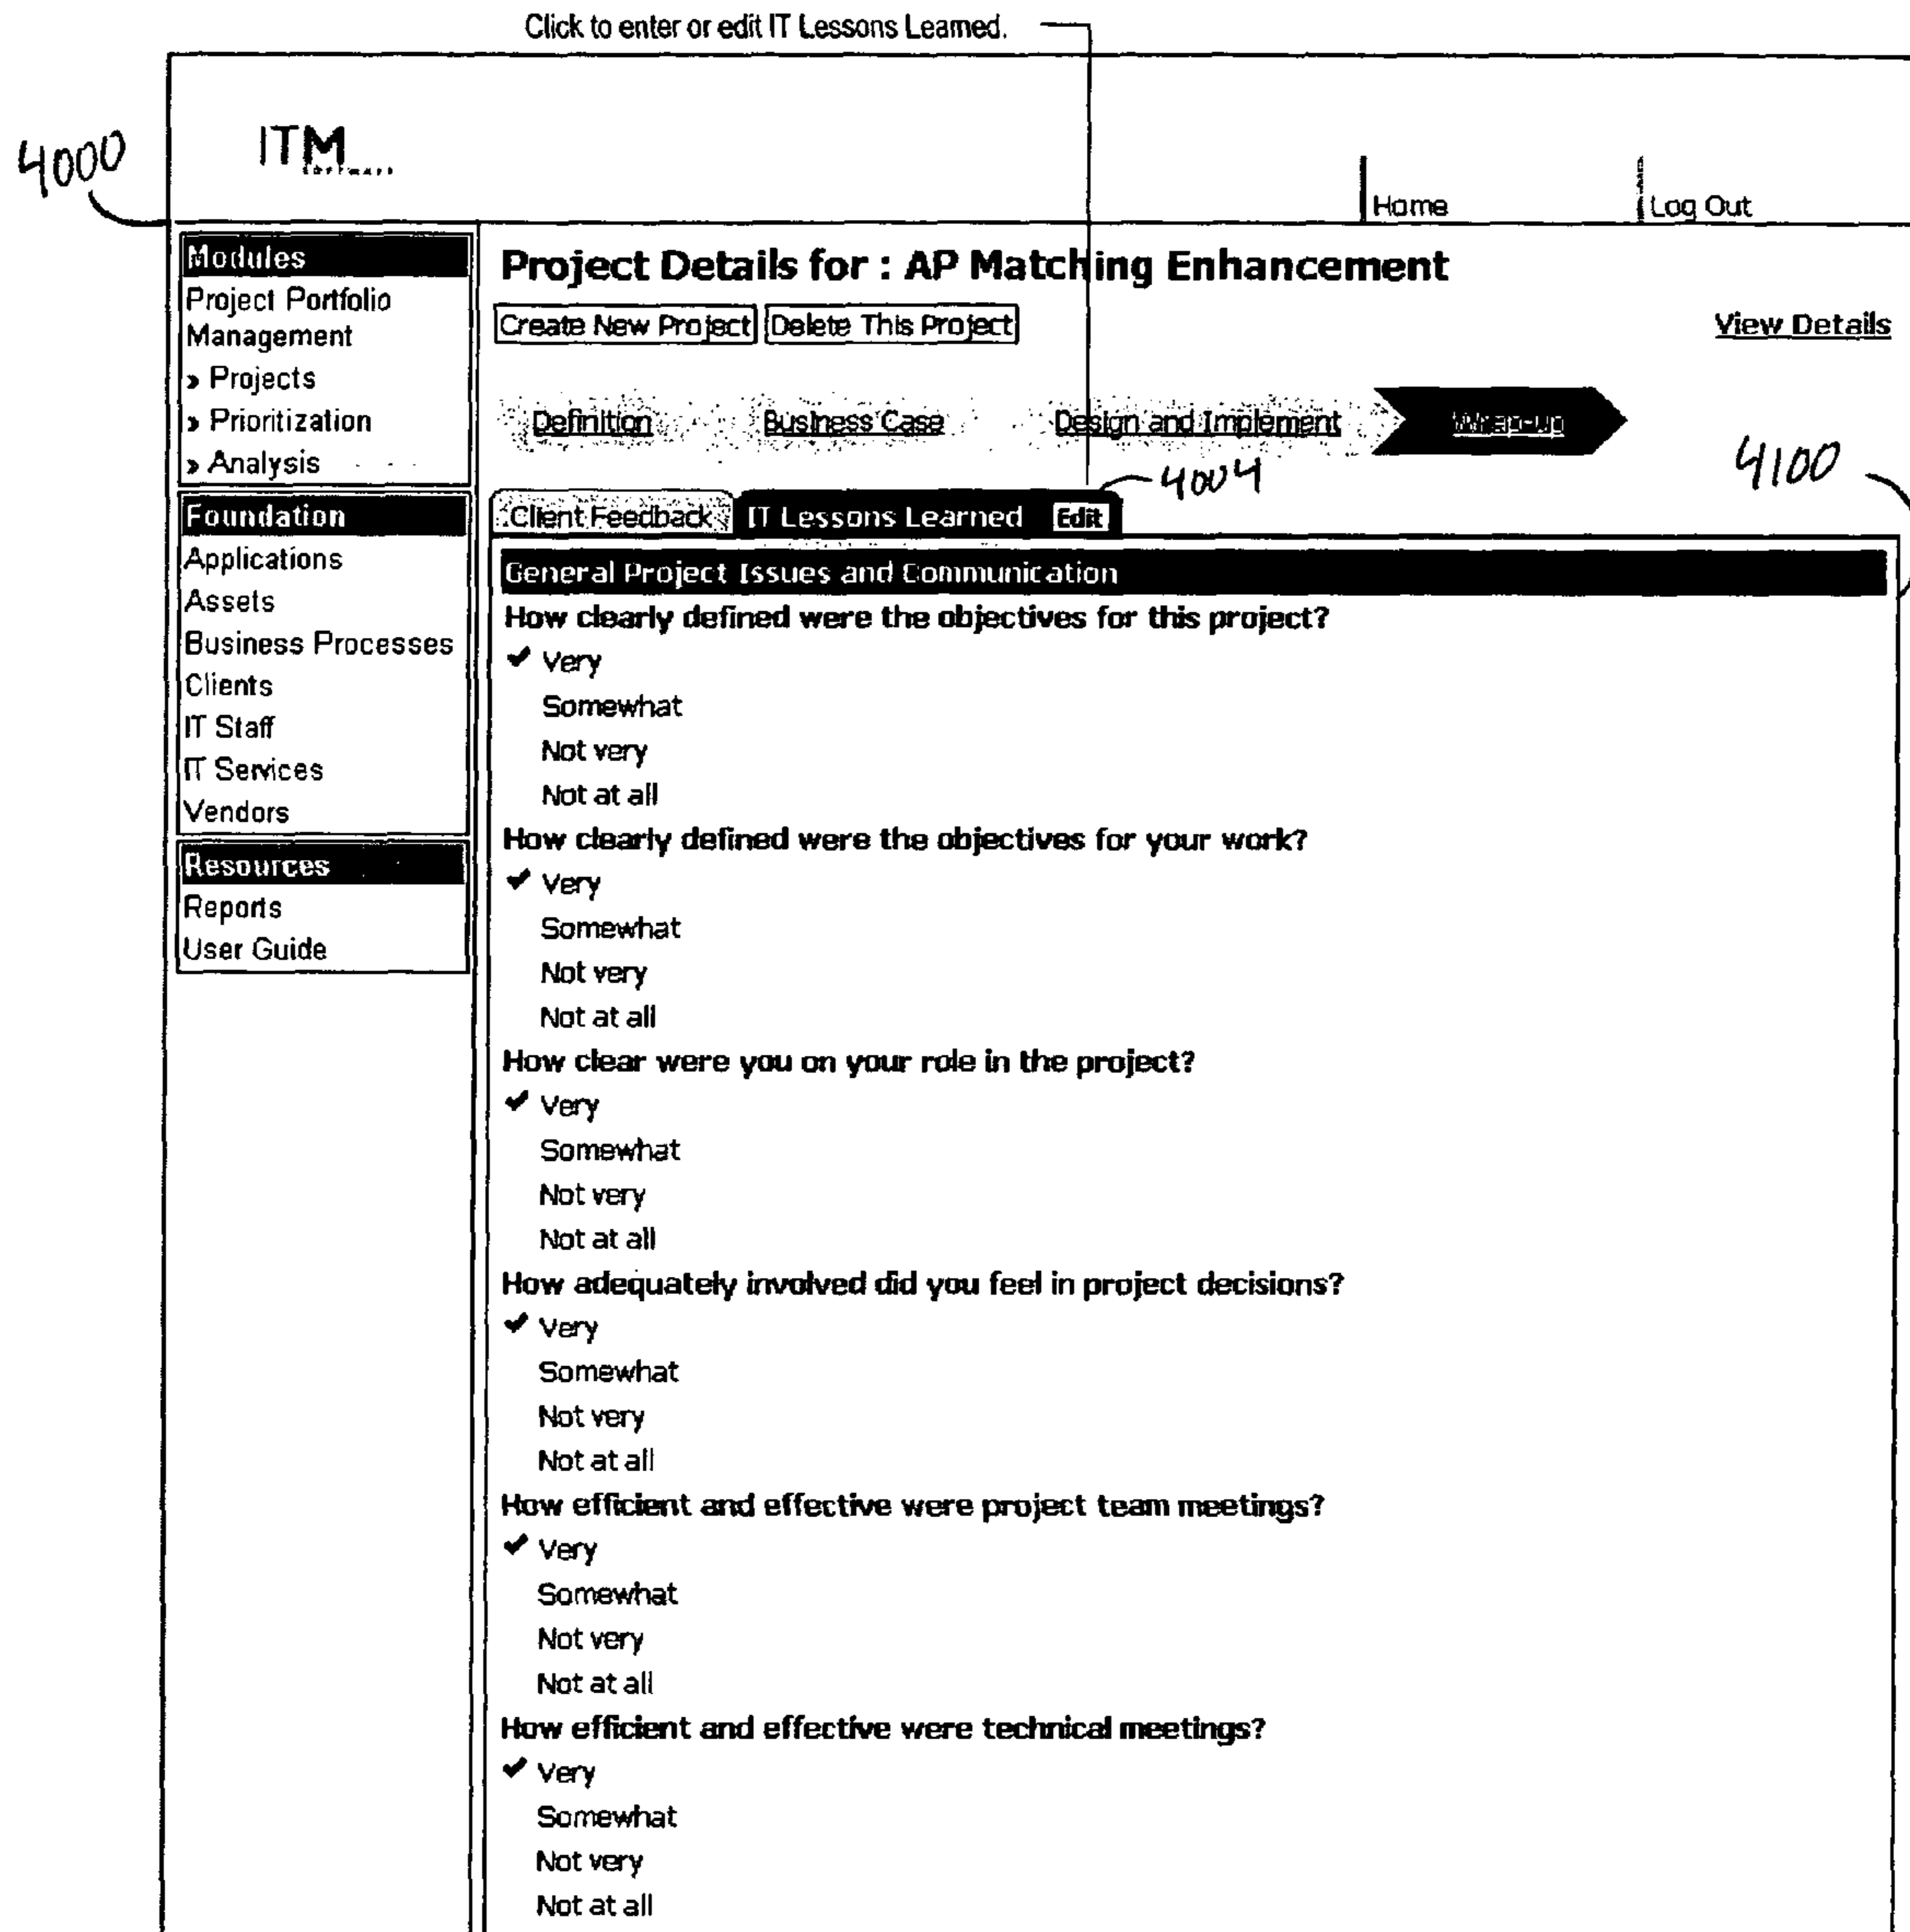 Click to enter or edit IT Lessons Learned.
4000
ITM
software
Home
Log Out
Modules
Project Portfolio
Management
» Projects
» Prioritization
» Analysis
Foundation
Applications
Assets
Business Processes
Clients
IT Staff
IT Services
Vendors
Resources
Reports
User Guide
Project Details for : AP Matching Enhancement
Create New Project Delete This Project
View Details
Definition Business Case Design and Implement Wrap-up
4004
4100
Client Feedback IT Lessons Learned Edit
General Project Issues and Communication
How clearly defined were the objectives for this project?
✔ Very
Somewhat
Not very
Not at all
How clearly defined were the objectives for your work?
✔ Very
Somewhat
Not very
Not at all
How clear were you on your role in the project?
✔ Very
Somewhat
Not very
Not at all
How adequately involved did you feel in project decisions?
✔ Very
Somewhat
Not very
Not at all
How efficient and effective were project team meetings?
✔ Very
Somewhat
Not very
Not at all
How efficient and effective were technical meetings?
✔ Very
Somewhat
Not very
Not at all